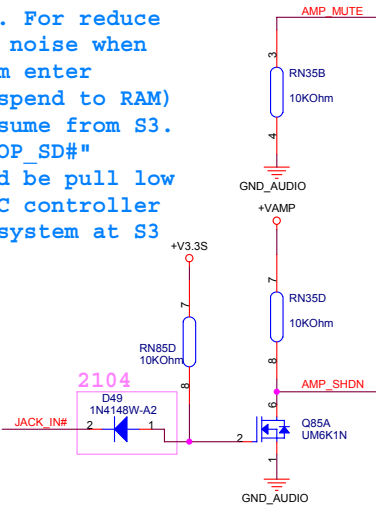 . For reduce
noise when
m enter
spend to RAM)
sume from S3.
OP_SD#"
d be pull low
C controller
system at S3
AMP_MUTE
3
RN35B
10KOhm
4
GND_AUDIO
+VAMP
+V3.3S
7
RN35D
10KOhm
8
7
RN85D
10KOhm
8
2104
D49
1N4148W-A2
JACK_IN#
2
1
AMP_SHDN
6
Q85A
UM6K1N
2
1
GND_AUDIO